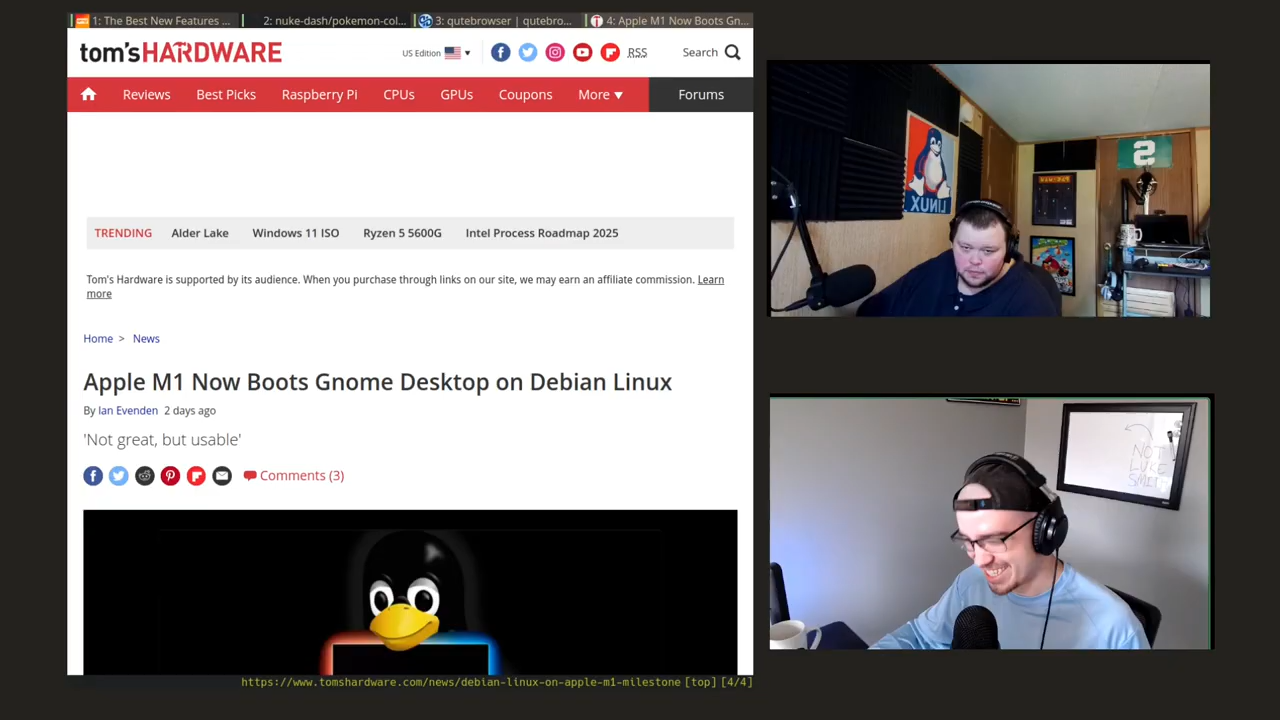 1: The Best New Features ...
2: nuke-dash/pokemon-col...
3: qutebrowser | qutebro...
4: Apple M1 Now Boots Gn...
tom'sHARDWARE
US Edition
RSS
Search
Reviews
Best Picks
Raspberry Pi
CPUs
GPUs
Coupons
More
Forums
TRENDING
Alder Lake
Windows 11 ISO
Ryzen 5 5600G
Intel Process Roadmap 2025
Tom's Hardware is supported by its audience. When you purchase through links on our site, we may earn an affiliate commission. Learn
more
Home > News
Apple M1 Now Boots Gnome Desktop on Debian Linux
By Ian Evenden 2 days ago
'Not great, but usable'
Comments (3)
https://www.tomshardware.com/news/debian-linux-on-apple-m1-milestone [top] [4/4]
LINUX
NOT
LUKE